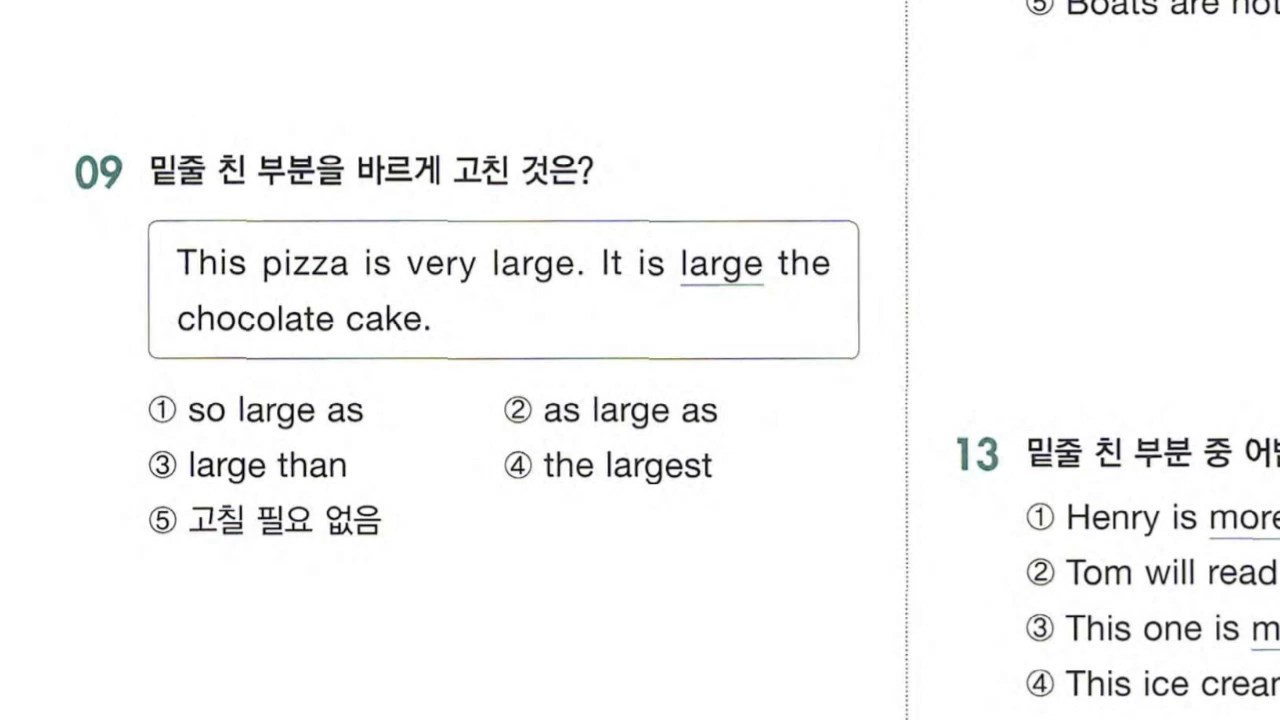 ⑤ Boats are not
09 밑줄 친 부분을 바르게 고친 것은?
This pizza is very large. It is large the
chocolate cake.
① so large as ② as large as
③ large than ④ the largest
⑤ 고칠 필요 없음
13 밑줄 친 부분 중
① Henry is more
② Tom will read
③ This one is
④ This ice